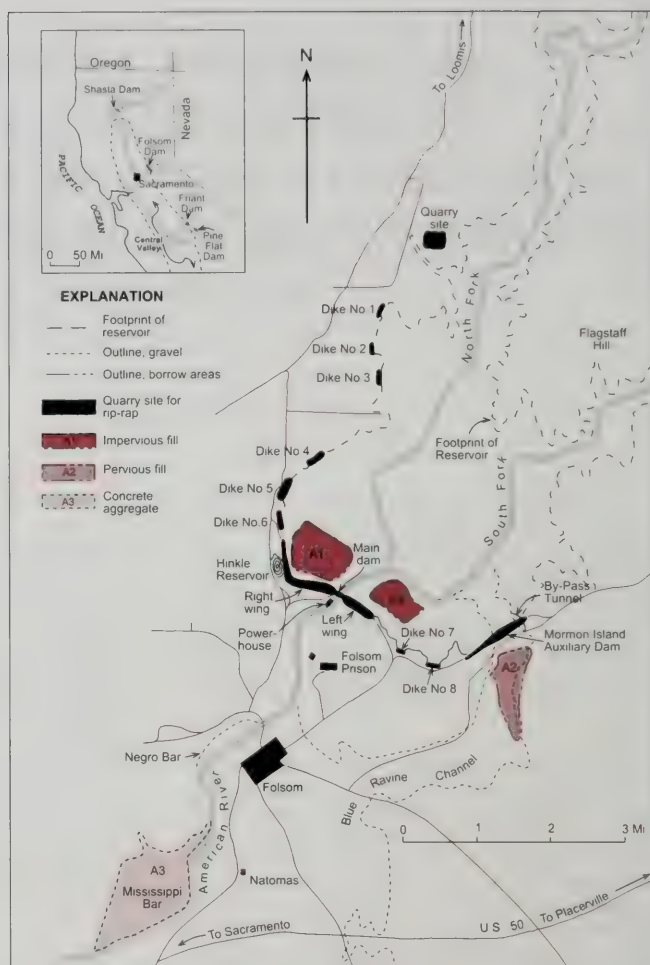 Oregon
Shasta Dam
Nevada
Folsom
Dam
Sacramento
Friant
Dam
Pine
Flat
Dam
Central
Valley
PACIFIC
OCEAN
0 50 MI
N
To Loomis
Quarry
site
EXPLANATION
Footprint of
reservoir
Outline, gravel
Outline, borrow areas
Quarry site for
rip-rap
Impervious fill
A2
Pervious fill
A3
Concrete
aggregate
Dike No 1
Dike No 2
Dike No 3
North Fork
Flagstaff
Hill
Footprint of
Reservoir
South Fork
Dike No 4
Dike No 5
Dike No.6
A1
Main
dam
Hinkle
Reservoir
Right
wing
Left
wing
Power-
house
Folsom
Prison
Dike No 7
Dike No 8
By-Pass
Tunnel
Mormon Island
Auxiliary Dam
A2
Negro Bar
Folsom
American River
Blue Ravine Channel
0 1 2 3 MI
A3
Mississippi
Bar
Natomas
To Sacramento
US 50
To Placerville